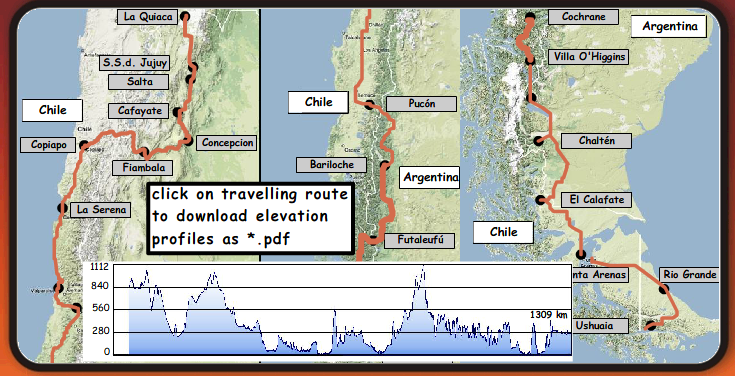 La Quiaca
S.S.d. Jujuy
Salta
Chile
Cafayate
Chile
Copiapo
Concepcion
Fiambala
La Serena
Chile
Pucón
Bariloche
Argentina
Futaleufú
Cochrane
Argentina
Villa O'Higgins
Chaltén
El Calafate
Chile
nta Arenas
Rio Grande
Ushuaia
click on travelling route
to download elevation
profiles as *.pdf
1112
840
560
280
0
1309 km